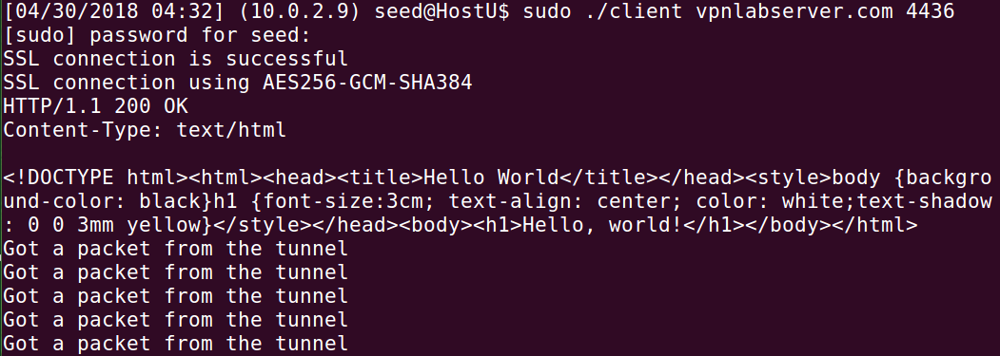 [04/30/2018 04:32] (10.0.2.9) seed@HostU$ sudo ./client vpnlabserver.com 4436
[sudo] password for seed:
SSL connection is successful
SSL connection using AES256-GCM-SHA384
HTTP/1.1 200 OK
Content-Type: text/html

<!DOCTYPE html><html><head><title>Hello World</title></head><style>body {backgro
und-color: black}h1 {font-size:3cm; text-align: center; color: white;text-shadow
: 0 0 3mm yellow}</style></head><body><h1>Hello, world!</h1></body></html>
Got a packet from the tunnel
Got a packet from the tunnel
Got a packet from the tunnel
Got a packet from the tunnel
Got a packet from the tunnel